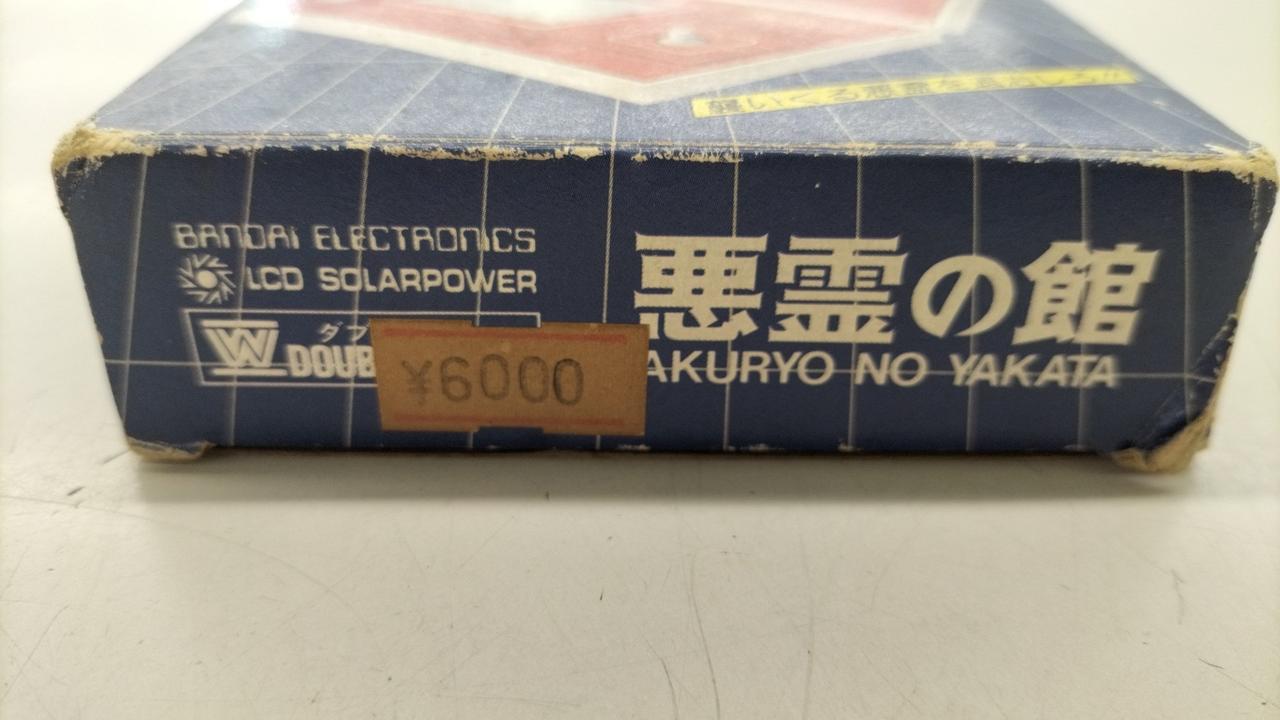 BANDAI ELECTRONICS
LCD SOLARPOWER
W
ダブ
DOUB
¥6000
悪霊の館
AKURYO NO YAKATA